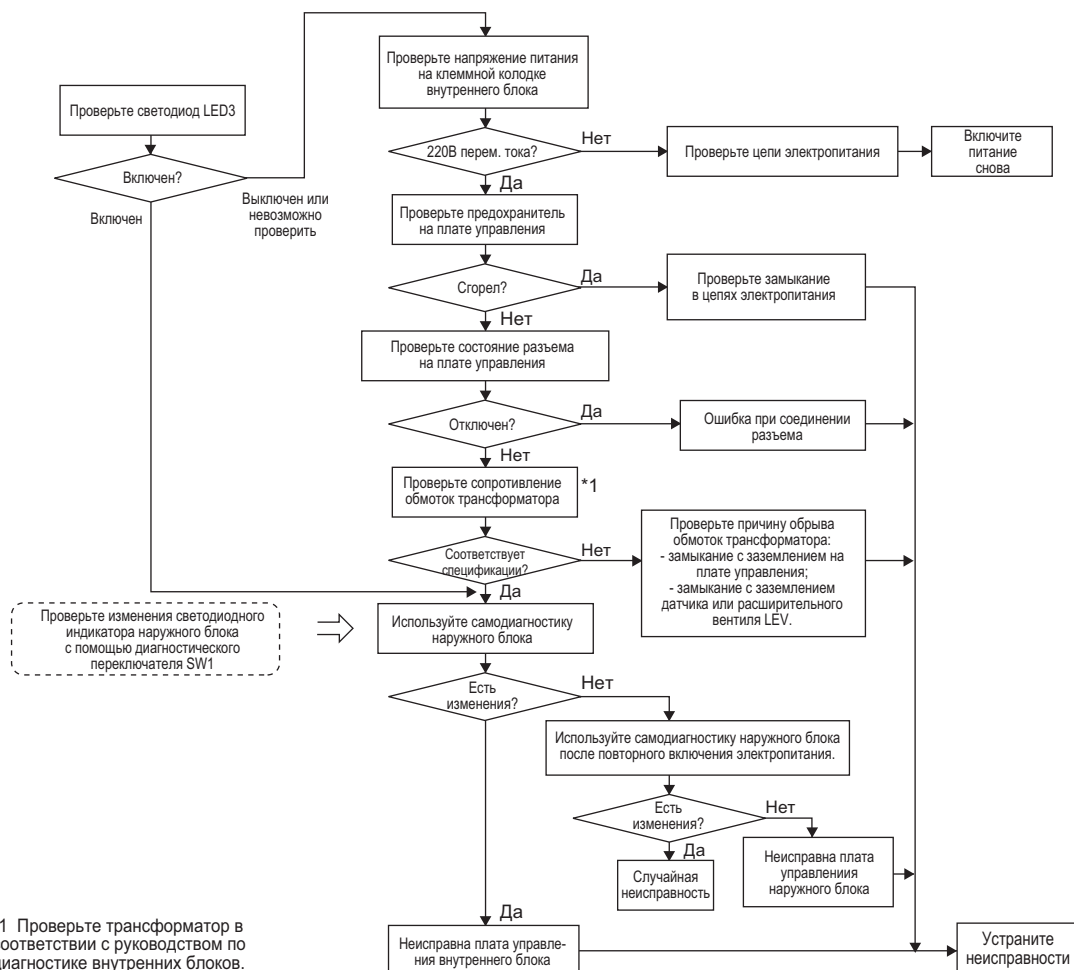 Проверьте напряжение питания
на клеммной колодке
внутреннего блока
Проверьте светодиод LED3
220В перем. тока?
Нет
Проверьте цепи электропитания
Включите
питание
снова
Включен?
Да
Выключен или
невозможно
проверить
Включен
Проверьте предохранитель
на плате управления
Сгорел?
Да
Проверьте замыкание
в цепях электропитания
Нет
Проверьте состояние разъема
на плате управления
Отключен?
Да
Ошибка при соединении
разъема
Нет
Проверьте сопротивление
обмоток трансформатора
*1
Соответствует
спецификации?
Нет
Проверьте причину обрыва
обмоток трансформатора:
- замыкание с заземлением на
плате управления;
- замыкание с заземлением
датчика или расширительного
вентиля LEV.
Да
Проверьте изменения светодиодного
индикатора наружного блока
с помощью диагностического
переключателя SW1
Используйте самодиагностику
наружного блока
Есть
изменения?
Нет
Используйте самодиагностику наружного блока
после повторного включения электропитания.
Есть
изменения?
Нет
Да
Случайная
неисправность
Неисправна плата
управлениия
наружного блока
Да
1 Проверьте трансформатор в
оответствии с руководством по
диагностике внутренних блоков.
Неисправна плата управле-
ния внутреннего блока
Устраните
неисправности